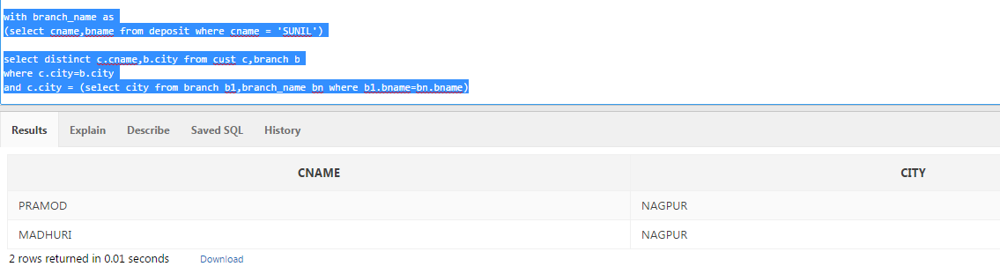 with branch_name as
(select cname,bname from deposit where cname = 'SUNIL')
select distinct c.cname,b.city from cust c,branch b
where c.city=b.city
and c.city = (select city from branch b1,branch_name bn where b1.bname=bn.bname)
Results Explain Describe Saved SQL History
CNAME CITY
PRAMOD NAGPUR
MADHURI NAGPUR
2 rows returned in 0.01 seconds Download